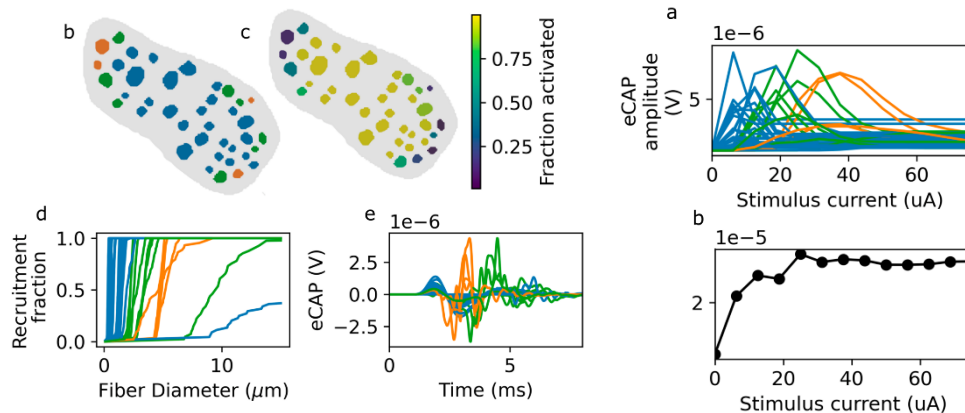 b
c
0.75
0.50
0.25
Fraction activated
a
1e−6
5
eCAP
amplitude
(V)
0 20 40 60
Stimulus current (uA)
d
1.0
0.5
0.0
Recruitment
fraction
0 10
Fiber Diameter (μm)
e
1e−6
2.5
0.0
−2.5
eCAP (V)
0 5
Time (ms)
b
1e−5
2
0 20 40 60
Stimulus current (uA)